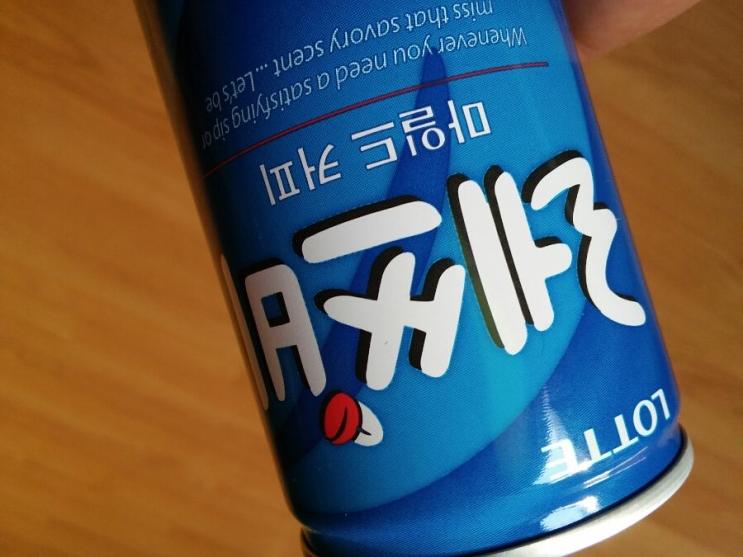 LOTTE
레쓰비
마일드 커피
Whenever you need a satisfying sip or
miss that savory scent... Let's be